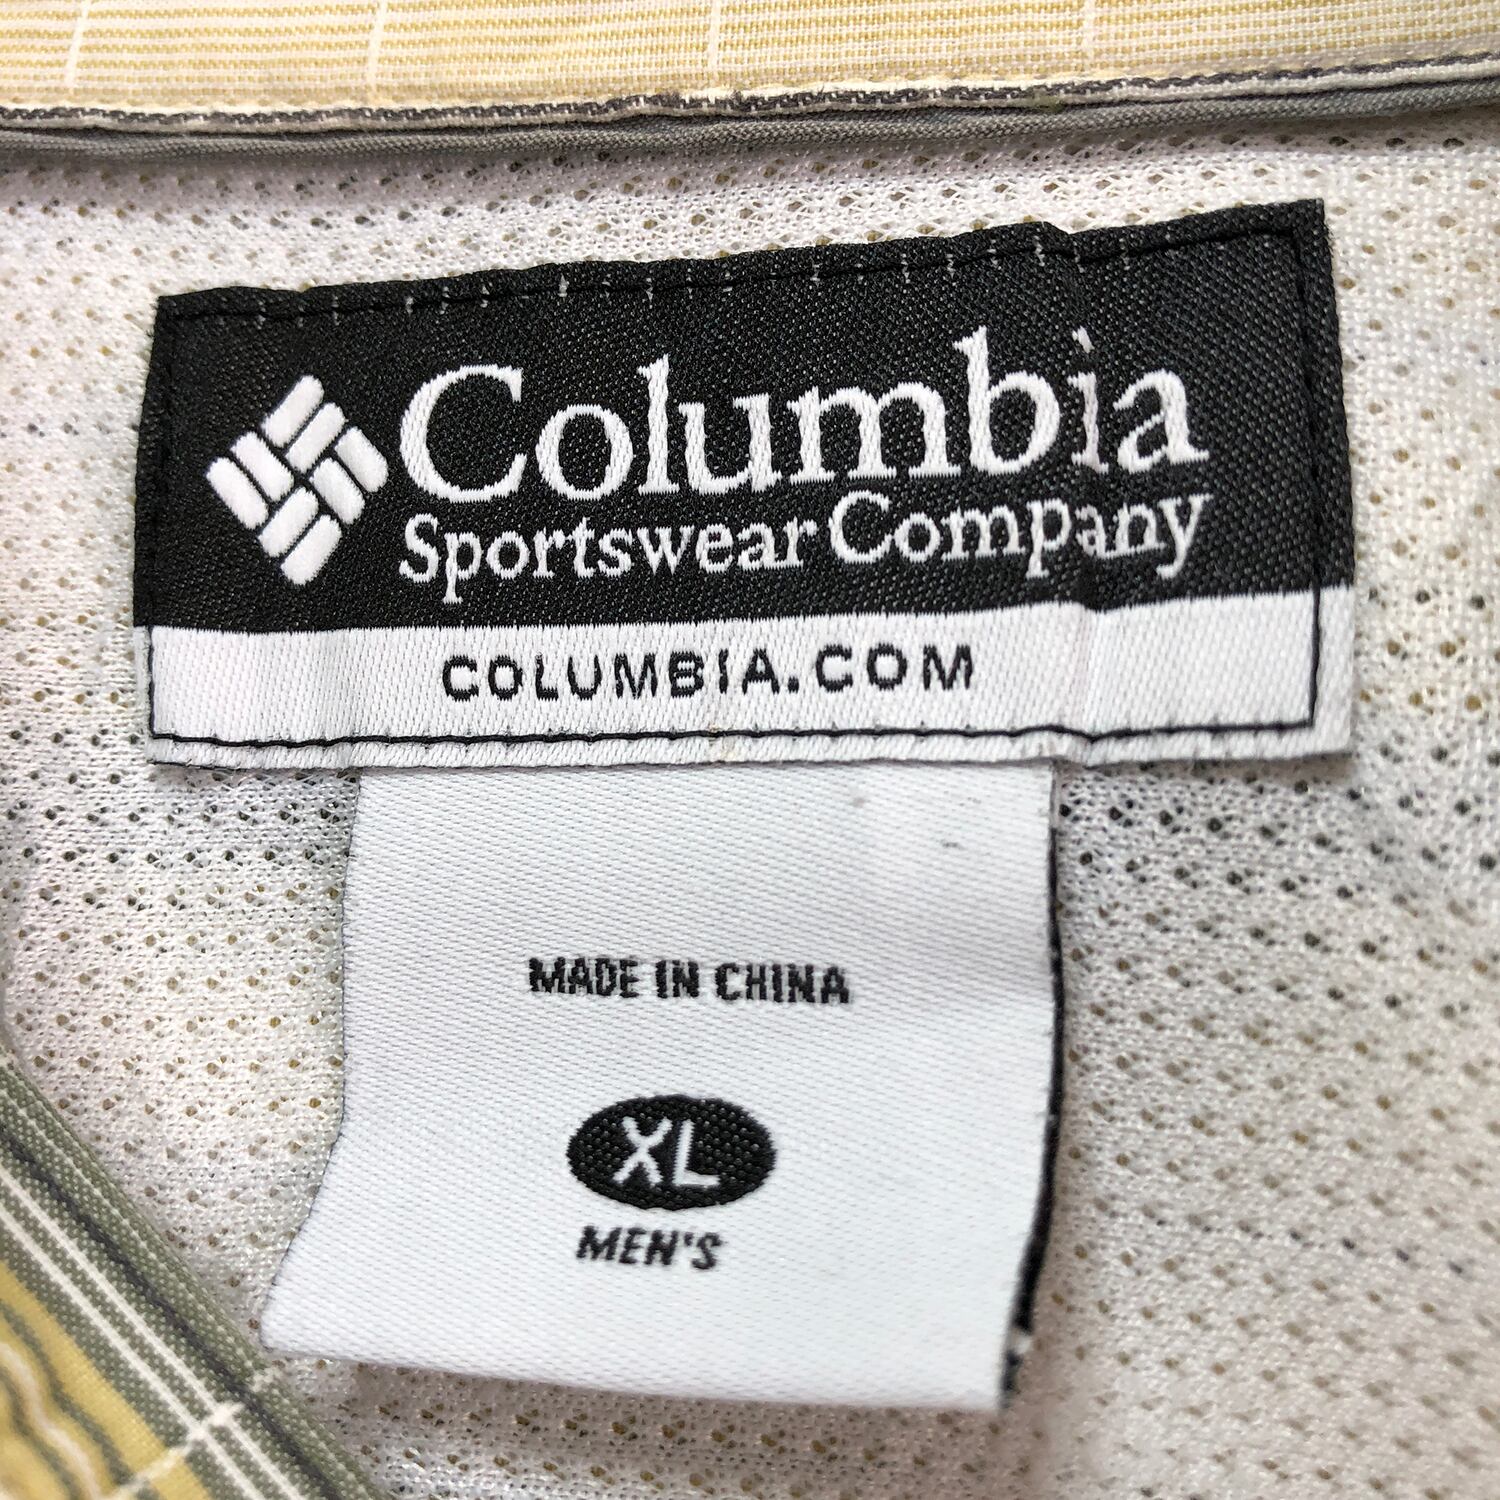 Columbia
Sportswear Company
COLUMBIA.COM
MADE IN CHINA
XL
MEN'S